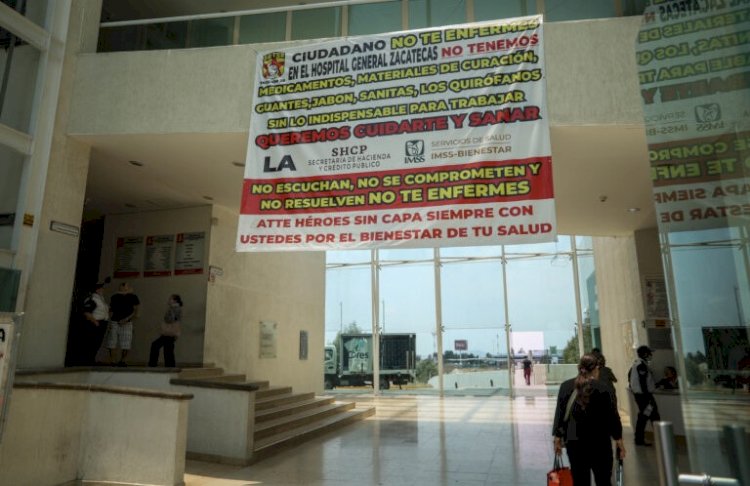 CIUDADANO NO TE ENFERMES
EN EL HOSPITAL GENERAL ZACATECAS NO TENEMOS
MEDICAMENTOS, MATERIALES DE CURACIÓN,
GUANTES, JABON, SANITAS, LOS QUIRÓFANOS
SIN LO INDISPENSABLE PARA TRABAJAR
QUEREMOS CUIDARTE Y SANAR
LA SHCP
SECRETARÍA DE HACIENDA
Y CRÉDITO PÚBLICO
IMSS
SERVICIOS DE SALUD
IMSS-BIENESTAR
NO ESCUCHAN, NO SE COMPROMETEN Y
NO RESUELVEN NO TE ENFERMES
ATTE HÉROES SIN CAPA SIEMPRE CON
USTEDES POR EL BIENESTAR DE TU SALUD